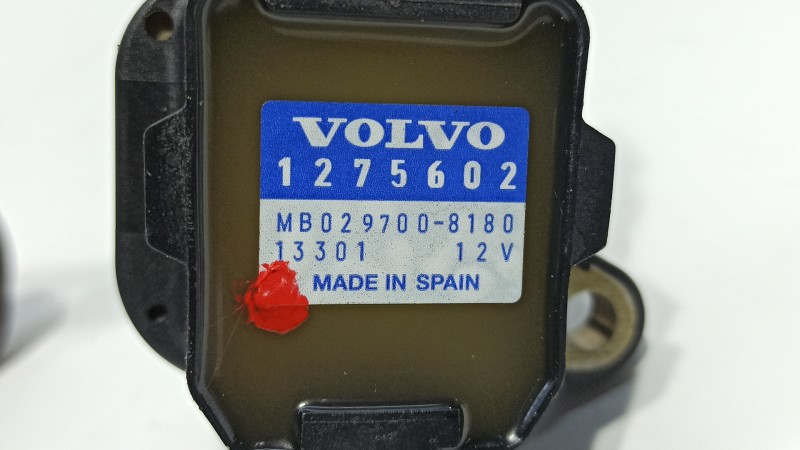 VOLVO
1275602
MB029700-8180
13301 12V
MADE IN SPAIN